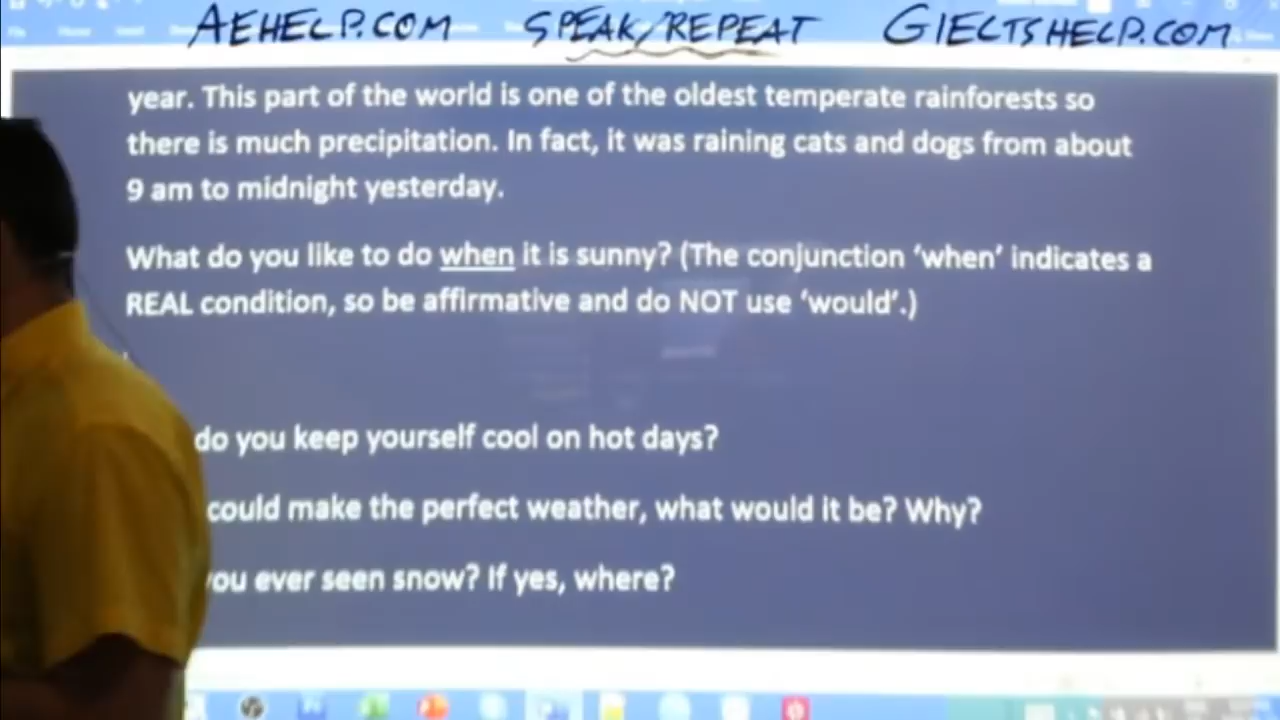 AEHELP.COM SPEAK/REPEAT GIELTSHELP.COM
year. This part of the world is one of the oldest temperate rainforests so
there is much precipitation. In fact, it was raining cats and dogs from about
9 am to midnight yesterday.
What do you like to do when it is sunny? (The conjunction ‘when’ indicates a
REAL condition, so be affirmative and do NOT use ‘would’.)
do you keep yourself cool on hot days?
could make the perfect weather, what would it be? Why?
ou ever seen snow? If yes, where?